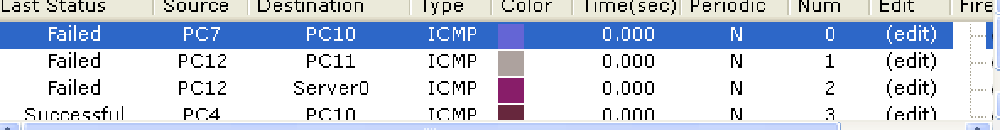 Last Status Source Destination Type Color Time(sec) Periodic Num Edit Fire
Failed PC7 PC10 ICMP 0.000 N 0 (edit)
Failed PC12 PC11 ICMP 0.000 N 1 (edit)
Failed PC12 Server0 ICMP 0.000 N 2 (edit)
Successful PC4 PC10 ICMP 0.000 N 3 (edit)